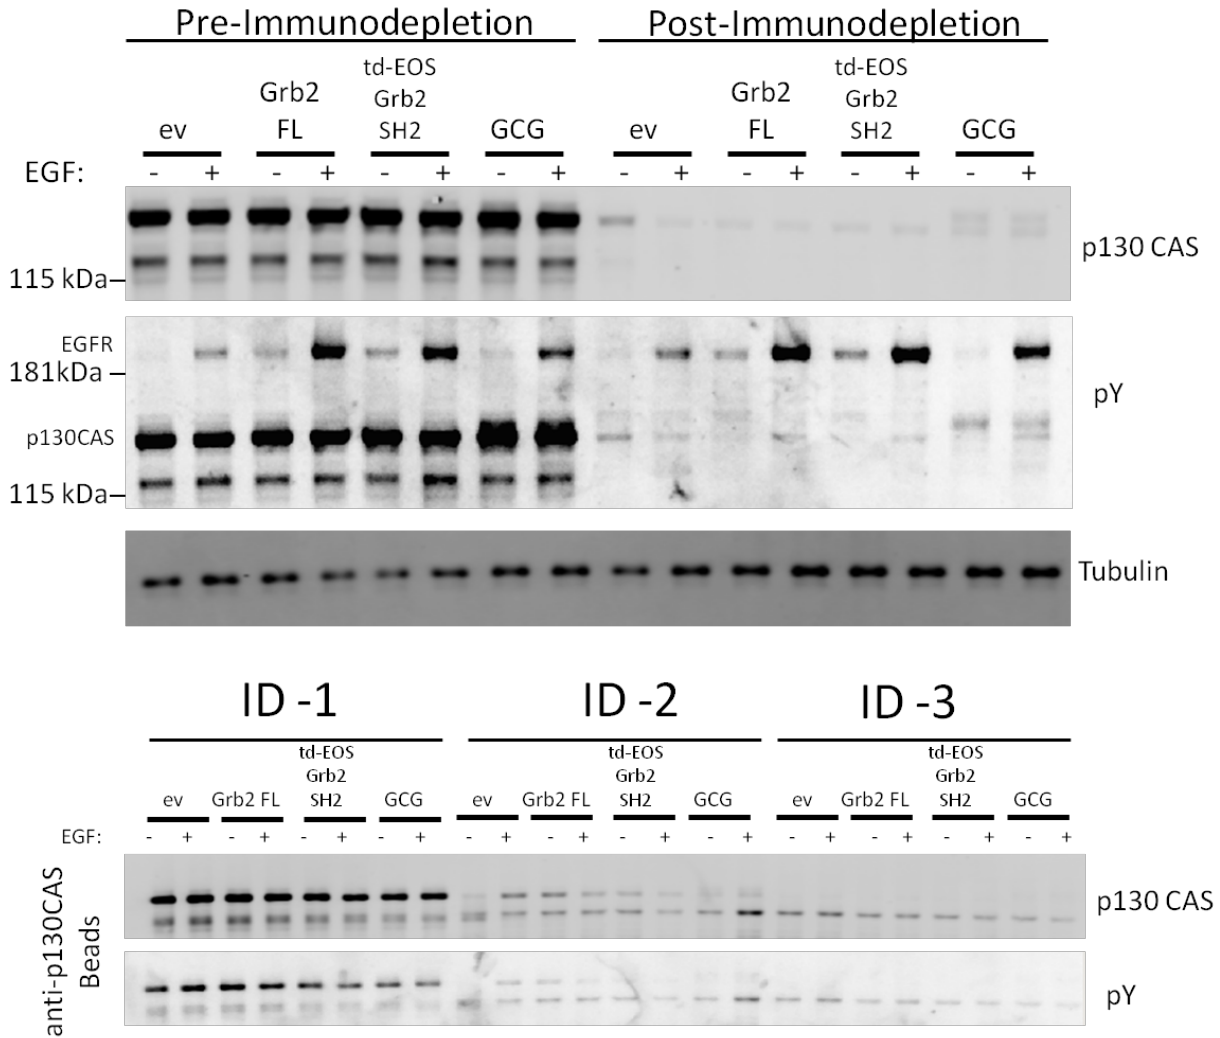 Pre-Immunodepletion Post-Immunodepletion
td-EOS td-EOS
Grb2 Grb2 Grb2 Grb2
ev FL SH2 GCG ev FL SH2 GCG
EGF: - + - + - + - + - + - + - + - +
p130 CAS
115 kDa
EGFR
181kDa
pY
p130CAS
115 kDa
Tubulin
ID -1 ID -2 ID -3
td-EOS td-EOS td-EOS
Grb2 Grb2 Grb2
ev Grb2 FL SH2 GCG ev Grb2 FL SH2 GCG ev Grb2 FL SH2 GCG
EGF: - + - + - + - + - + - + - + - + - + - + - + - +
anti-p130CAS
Beads
p130 CAS
pY